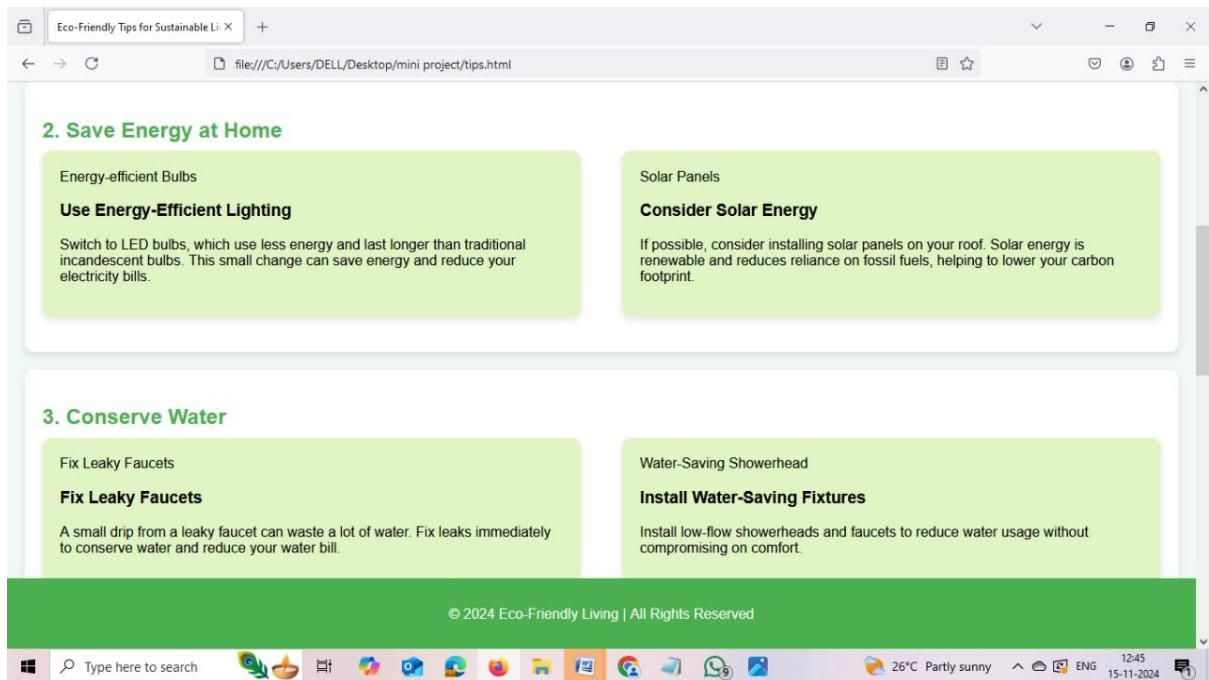 Eco-Friendly Tips for Sustainable Li
file:///C:/Users/DELL/Desktop/mini project/tips.html
2. Save Energy at Home
Energy-efficient Bulbs
Use Energy-Efficient Lighting
Switch to LED bulbs, which use less energy and last longer than traditional
incandescent bulbs. This small change can save energy and reduce your
electricity bills.
Solar Panels
Consider Solar Energy
If possible, consider installing solar panels on your roof. Solar energy is
renewable and reduces reliance on fossil fuels, helping to lower your carbon
footprint.
3. Conserve Water
Fix Leaky Faucets
Fix Leaky Faucets
A small drip from a leaky faucet can waste a lot of water. Fix leaks immediately
to conserve water and reduce your water bill.
Water-Saving Showerhead
Install Water-Saving Fixtures
Install low-flow showerheads and faucets to reduce water usage without
compromising on comfort.
© 2024 Eco-Friendly Living | All Rights Reserved
Type here to search
9
26°C Partly sunny
ENG
12:45
15-11-2024
1